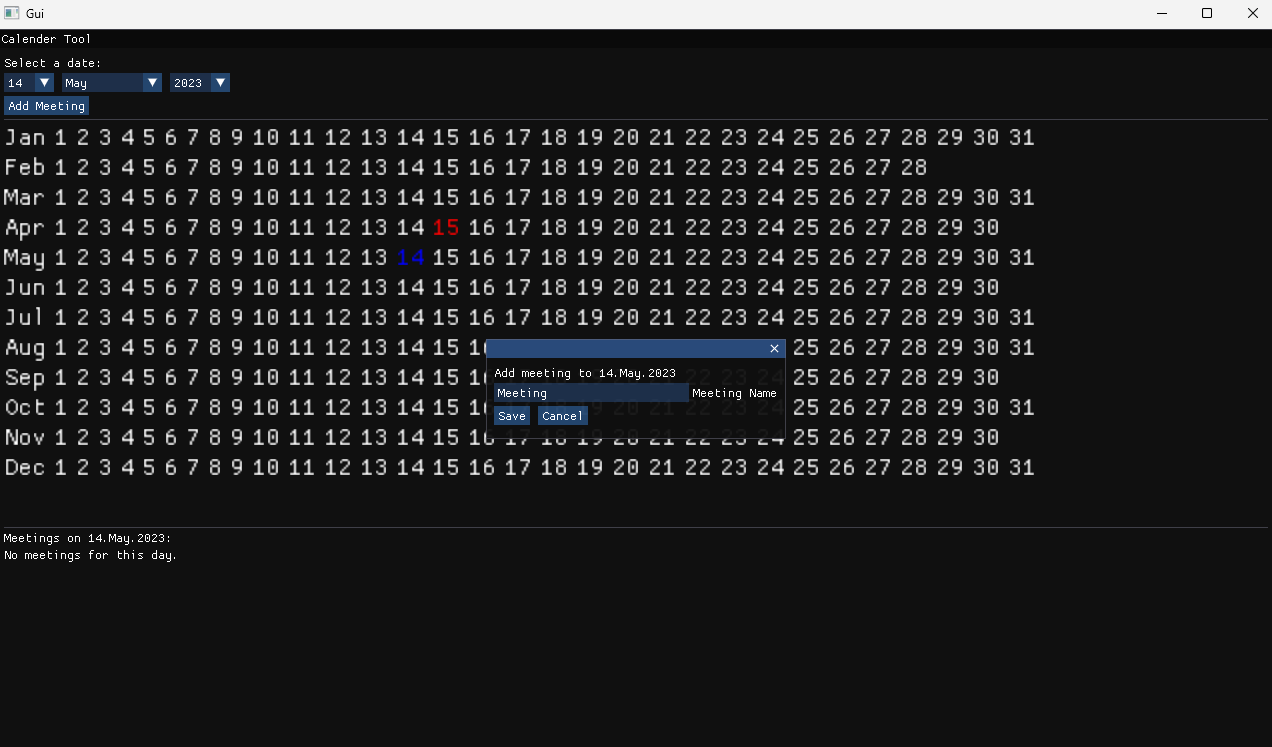 Gui
Calender Tool
Select a date:
14 May 2023
Add Meeting
Jan 1 2 3 4 5 6 7 8 9 10 11 12 13 14 15 16 17 18 19 20 21 22 23 24 25 26 27 28 29 30 31
Feb 1 2 3 4 5 6 7 8 9 10 11 12 13 14 15 16 17 18 19 20 21 22 23 24 25 26 27 28
Mar 1 2 3 4 5 6 7 8 9 10 11 12 13 14 15 16 17 18 19 20 21 22 23 24 25 26 27 28 29 30 31
Apr 1 2 3 4 5 6 7 8 9 10 11 12 13 14 15 16 17 18 19 20 21 22 23 24 25 26 27 28 29 30
May 1 2 3 4 5 6 7 8 9 10 11 12 13 14 15 16 17 18 19 20 21 22 23 24 25 26 27 28 29 30 31
Jun 1 2 3 4 5 6 7 8 9 10 11 12 13 14 15 16 17 18 19 20 21 22 23 24 25 26 27 28 29 30
Jul 1 2 3 4 5 6 7 8 9 10 11 12 13 14 15 16 17 18 19 20 21 22 23 24 25 26 27 28 29 30 31
Aug 1 2 3 4 5 6 7 8 9 10 11 12 13 14 15 25 26 27 28 29 30 31
Sep 1 2 3 4 5 6 7 8 9 10 11 12 13 14 15 25 26 27 28 29 30
Oct 1 2 3 4 5 6 7 8 9 10 11 12 13 14 15 25 26 27 28 29 30 31
Nov 1 2 3 4 5 6 7 8 9 10 11 12 13 14 15 25 26 27 28 29 30
Dec 1 2 3 4 5 6 7 8 9 10 11 12 13 14 15 16 17 18 19 20 21 22 23 24 25 26 27 28 29 30 31
Add meeting to 14.May.2023
Meeting Meeting Name
Save Cancel
Meetings on 14.May.2023:
No meetings for this day.